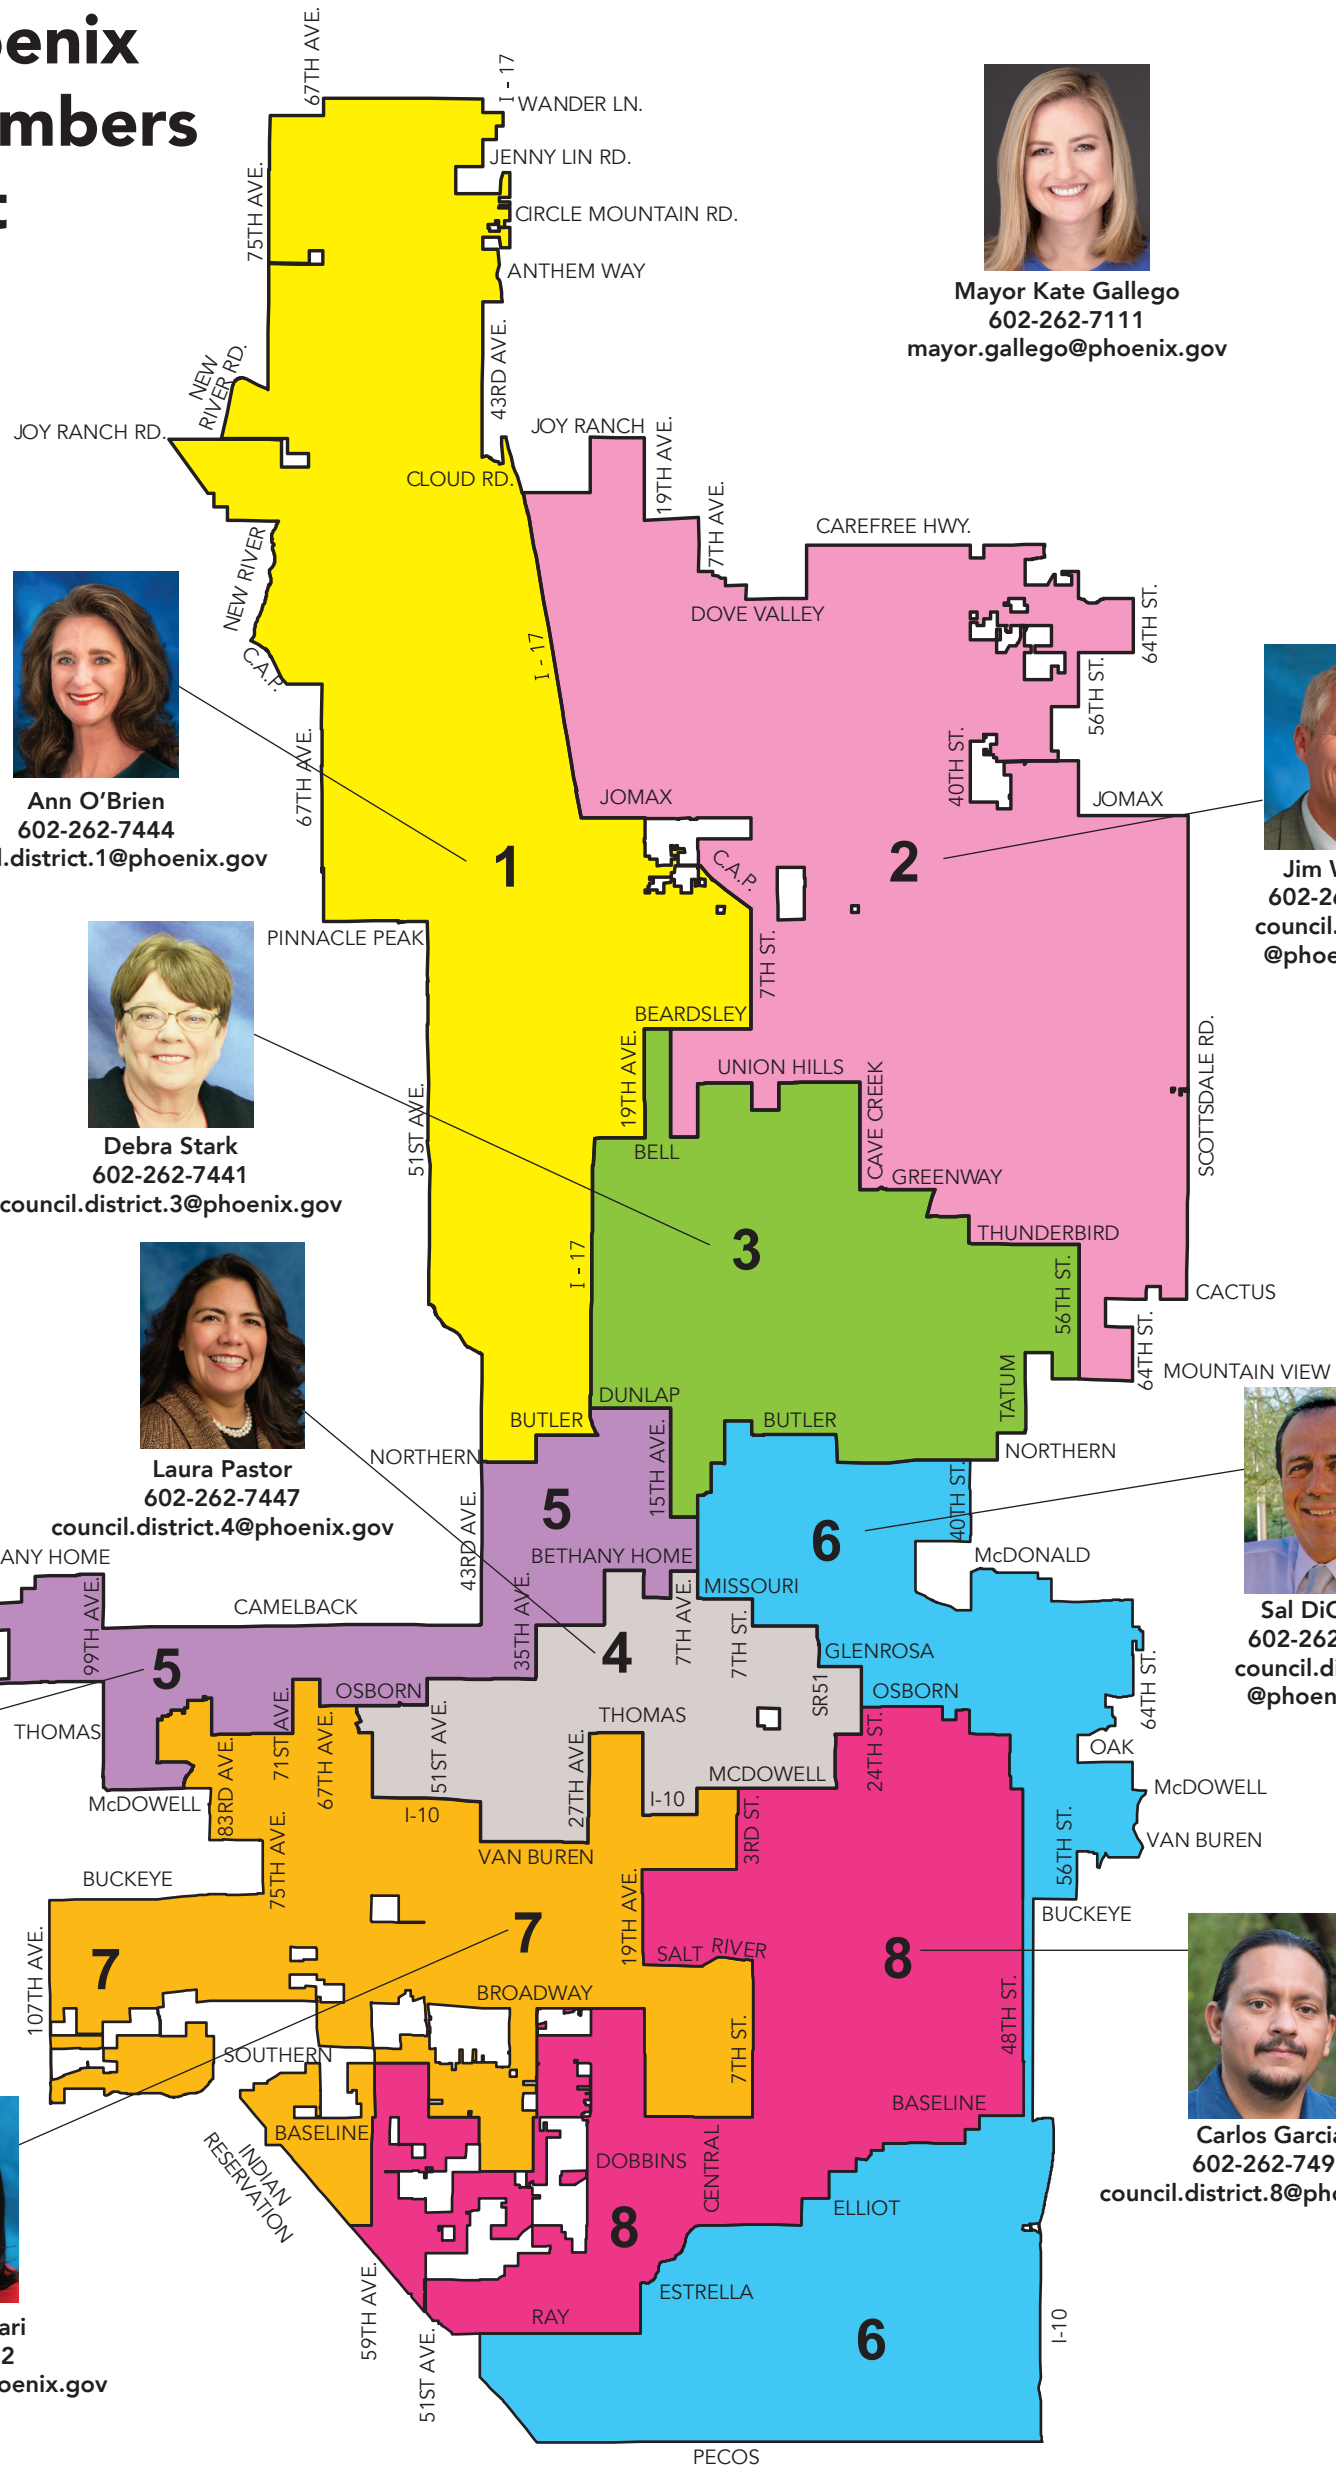 67TH AVE.
I - 17
WANDER LN.
JENNY LIN RD.
75TH AVE.
CIRCLE MOUNTAIN RD.
ANTHEM WAY
Mayor Kate Gallego
602-262-7111
mayor.gallego@phoenix.gov
NEW
RIVER RD.
43RD AVE.
JOY RANCH RD.
JOY RANCH
19TH AVE.
CLOUD RD.
7TH AVE.
CAREFREE HWY.
NEW RIVER
DOVE VALLEY
64TH ST.
I - 17
C.A.P.
56TH ST.
67TH AVE.
40TH ST.
JOMAX
JOMAX
Ann O'Brien
602-262-7444
.district.1@phoenix.gov
1
2
C.A.P.
Jim
council.
PINNACLE PEAK
7TH ST.
BEARDSLEY
19TH AVE.
UNION HILLS
SCOTTSDALE RD.
CAVE CREEK
51ST AVE.
BELL
GREENWAY
Debra Stark
602-262-7441
council.district.3@phoenix.gov
THUNDERBIRD
3
I - 17
56TH ST.
CACTUS
64TH ST.
MOUNTAIN VIEW
TATUM
DUNLAP
BUTLER
BUTLER
NORTHERN
NORTHERN
15TH AVE.
Laura Pastor
602-262-7447
council.district.4@phoenix.gov
43RD AVE.
5
6
40TH ST.
ANY HOME
BETHANY HOME
McDONALD
99TH AVE.
CAMELBACK
35TH AVE.
MISSOURI
7TH AVE.
7TH ST.
Sal
602-262
council.di
GLENROSA
5
4
OSBORN
SR51
OSBORN
64TH ST.
THOMAS
71ST AVE.
67TH AVE.
51ST AVE.
THOMAS
24TH ST.
83RD AVE.
27TH AVE.
OAK
MCDOWELL
McDOWELL
McDOWELL
I-10
I-10
3RD ST.
75TH AVE.
VAN BUREN
VAN BUREN
56TH ST.
BUCKEYE
19TH AVE.
BUCKEYE
107TH AVE.
7
7
SALT RIVER
8
48TH ST.
BROADWAY
SOUTHERN
7TH ST.
BASELINE
BASELINE
INDIAN
RESERVATION
DOBBINS
CENTRAL
Carlos Garcia
602-262-749
council.district.8@pho
8
ELLIOT
59TH AVE.
ESTRELLA
RAY
ari
2
oenix.gov
51ST AVE.
6
I-10
PECOS